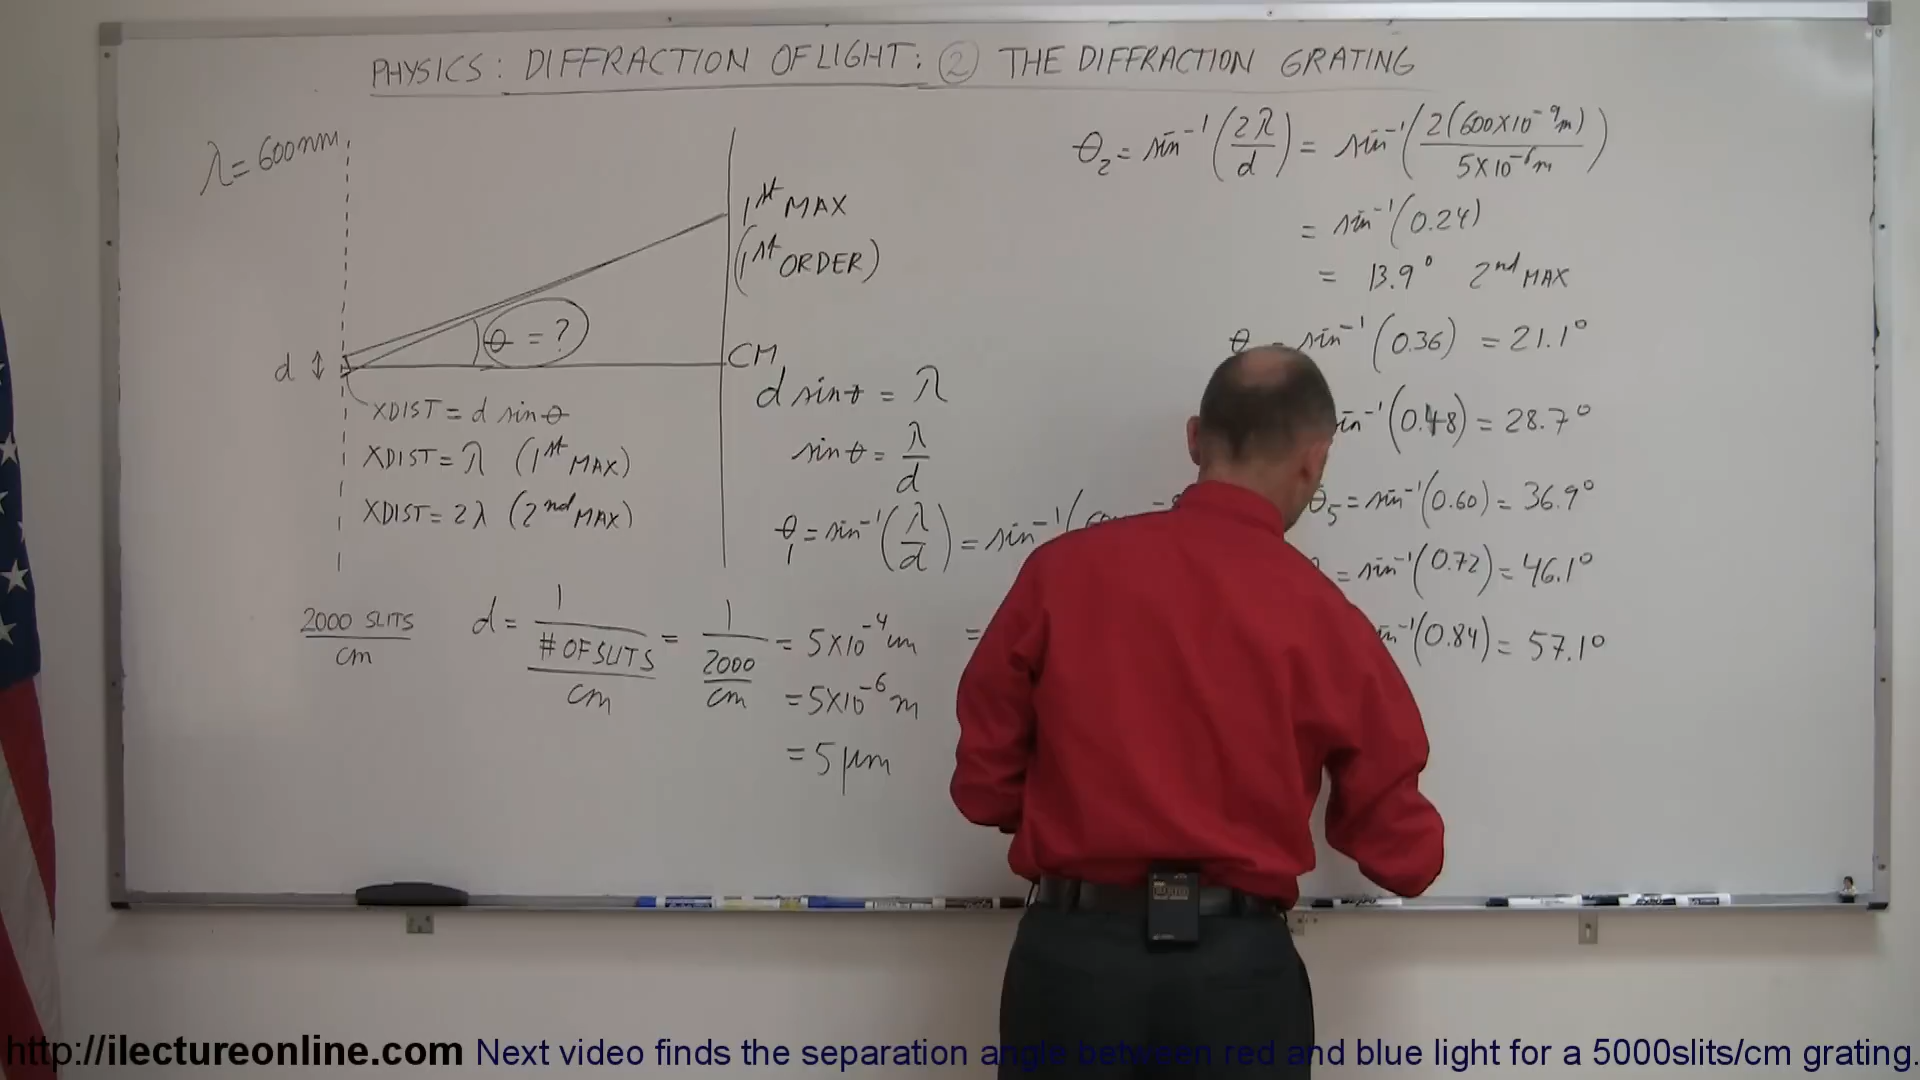 PHYSICS: DIFFRACTION OF LIGHT: ② THE DIFFRACTION GRATING
λ = 600nm
1st MAX
(1st ORDER)
θ = ?
d
CM
XDIST = d sinθ
XDIST = λ (1st MAX)
XDIST = 2λ (2nd MAX)
2000 SLITS / cm
d = 1 / (# OF SLITS / cm) = 1 / (2000 / cm) = 5×10⁻⁴ cm
= 5×10⁻⁶ m
= 5 μm
d sinθ = λ
sinθ = λ/d
θ₁ = sin⁻¹(λ/d) = sin⁻¹(
=
θ₂ = sin⁻¹(2λ/d) = sin⁻¹(2(600×10⁻⁹m) / 5×10⁻⁶m)
= sin⁻¹(0.24)
= 13.9° 2nd MAX
θ = sin⁻¹(0.36) = 21.1°
sin⁻¹(0.48) = 28.7°
θ₅ = sin⁻¹(0.60) = 36.9°
= sin⁻¹(0.72) = 46.1°
sin⁻¹(0.84) = 57.1°
http://ilectureonline.com Next video finds the separation angle between red and blue light for a 5000slits/cm grating.